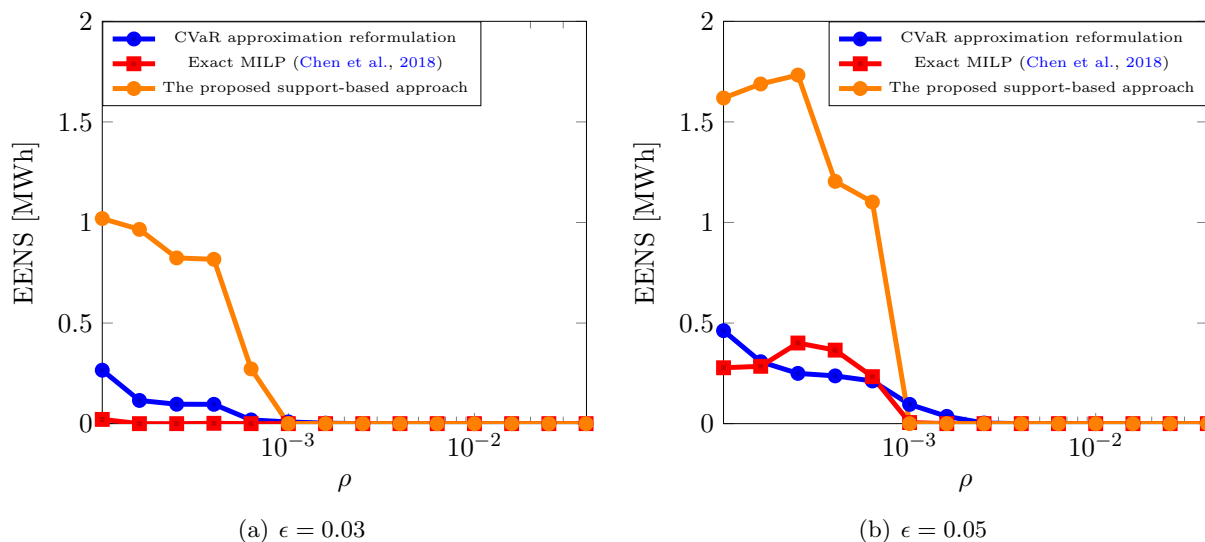 CVaR approximation reformulation
Exact MILP (Chen et al., 2018)
The proposed support-based approach
2
1.5
1
0.5
0
EENS [MWh]
10⁻³
10⁻²
ρ
(a) ϵ = 0.03
CVaR approximation reformulation
Exact MILP (Chen et al., 2018)
The proposed support-based approach
2
1.5
1
0.5
0
EENS [MWh]
10⁻³
10⁻²
ρ
(b) ϵ = 0.05